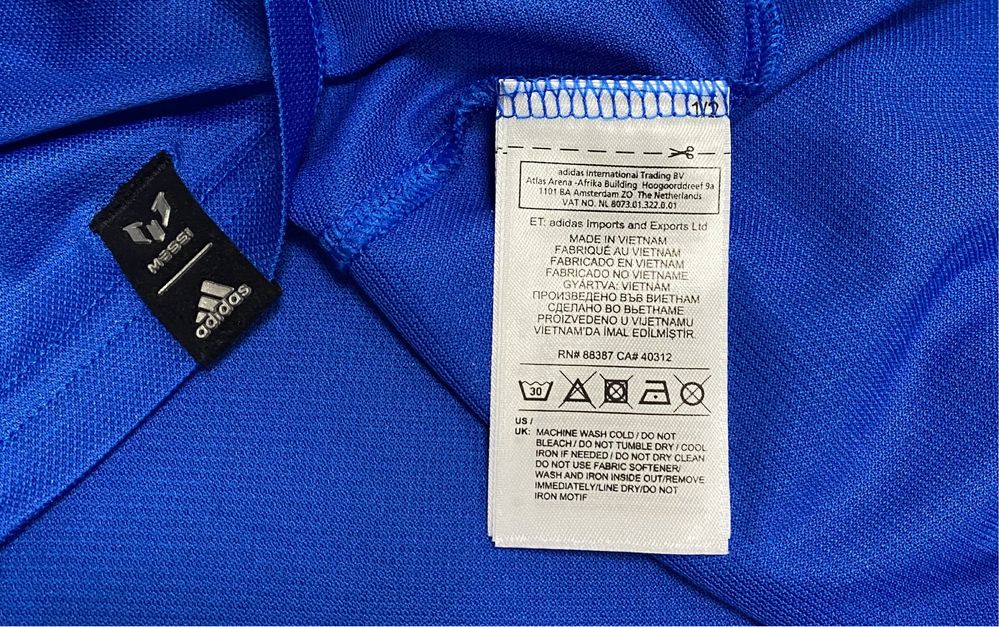 MESSI
adidas
1/2
adidas International Trading BV
Atlas Arena -Afrika Building Hoogoorddreef 9a
1101 BA Amsterdam ZO The Netherlands
VAT NO. NL 8073.01.322.B.01
ET: adidas Imports and Exports Ltd
MADE IN VIETNAM
FABRIQUÉ AU VIETNAM
FABRICADO EN VIETNAM
FABRICADO NO VIETNAME
GYÁRTVA: VIETNÁM
ПРОИЗВЕДЕНО ВЪВ ВИЕТНАМ
СДЕЛАНО ВО ВЬЕТНАМЕ
PROIZVEDENO U VIJETNAMU
VIETNAM'DA İMAL EDİLMİŞTİR.
RN# 88387 CA# 40312
30
US /
UK: MACHINE WASH COLD / DO NOT
BLEACH / DO NOT TUMBLE DRY / COOL
IRON IF NEEDED / DO NOT DRY CLEAN
DO NOT USE FABRIC SOFTENER/
WASH AND IRON INSIDE OUT/REMOVE
IMMEDIATELY/LINE DRY/DO NOT
IRON MOTIF